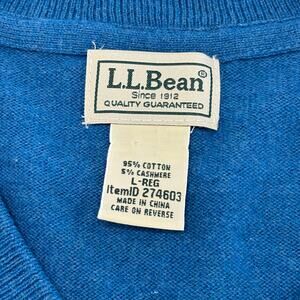 L.L.Bean®
Since 1912
QUALITY GUARANTEED
95% COTTON
5% CASHMERE
L-REG
ItemID 274603
MADE IN CHINA
CARE ON REVERSE